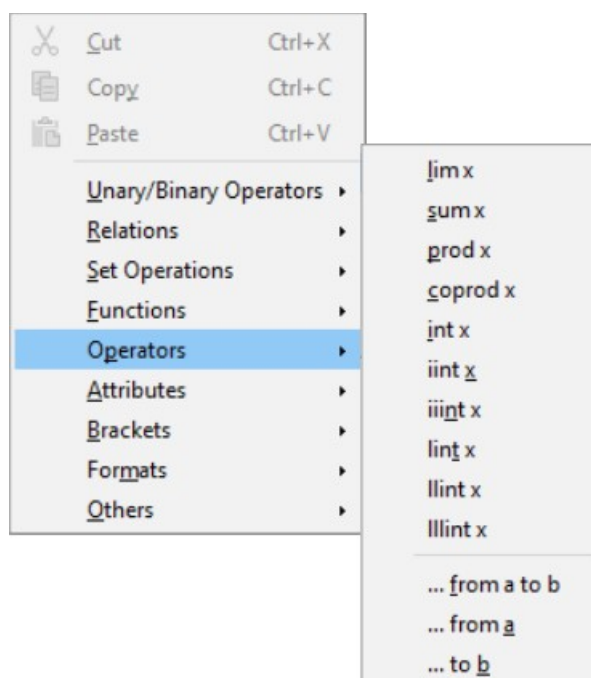 Cut Ctrl+X
Copy Ctrl+C
Paste Ctrl+V
Unary/Binary Operators
Relations
Set Operations
Functions
Operators
Attributes
Brackets
Formats
Others
lim x
sum x
prod x
coprod x
int x
iint x
iiint x
lint x
llint x
lllint x
... from a to b
... from a
... to b